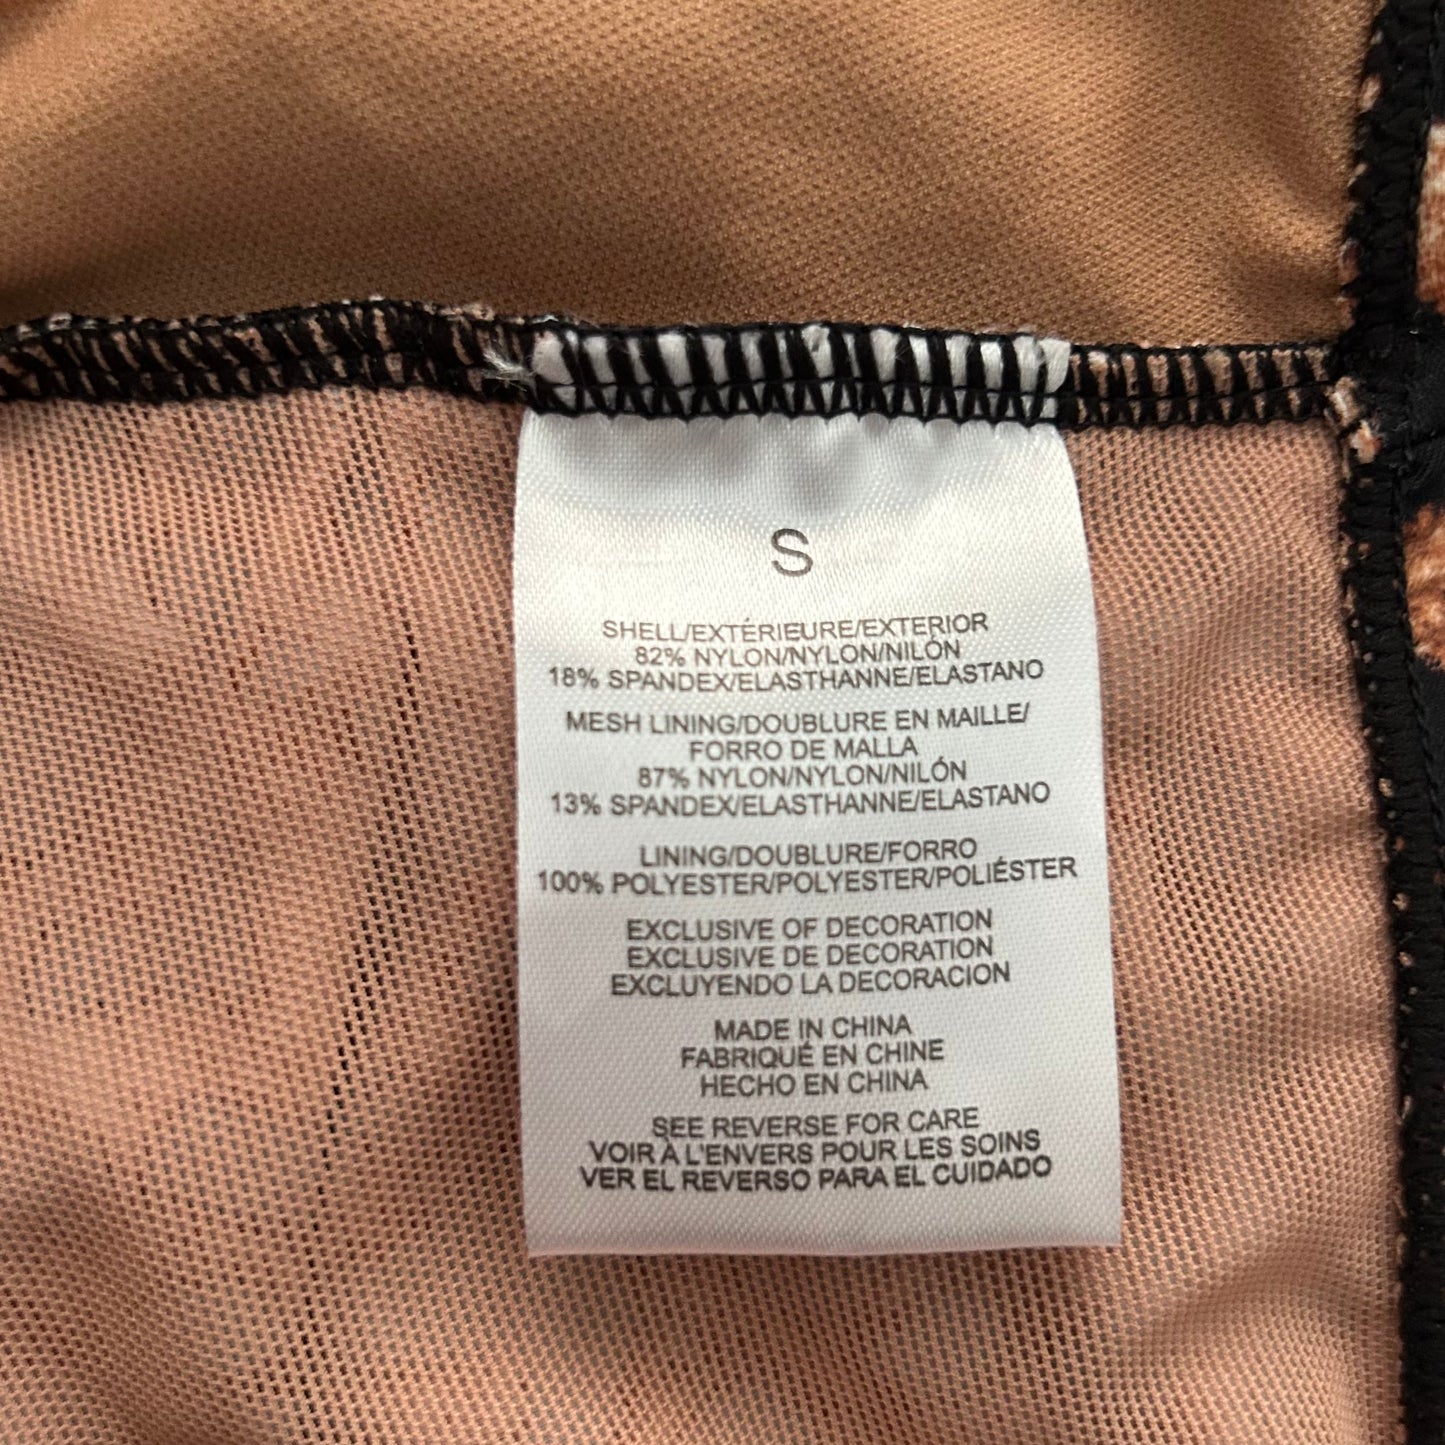 S
SHELL/EXTÉRIEURE/EXTERIOR
82% NYLON/NYLON/NILÓN
18% SPANDEX/ELASTHANNE/ELASTANO
MESH LINING/DOUBLURE EN MAILLE/
FORRO DE MALLA
87% NYLON/NYLON/NILÓN
13% SPANDEX/ELASTHANNE/ELASTANO
LINING/DOUBLURE/FORRO
100% POLYESTER/POLYESTER/POLIÉSTER
EXCLUSIVE OF DECORATION
EXCLUSIVE DE DECORATION
EXCLUYENDO LA DECORACION
MADE IN CHINA
FABRIQUÉ EN CHINE
HECHO EN CHINA
SEE REVERSE FOR CARE
VOIR À L'ENVERS POUR LES SOINS
VER EL REVERSO PARA EL CUIDADO